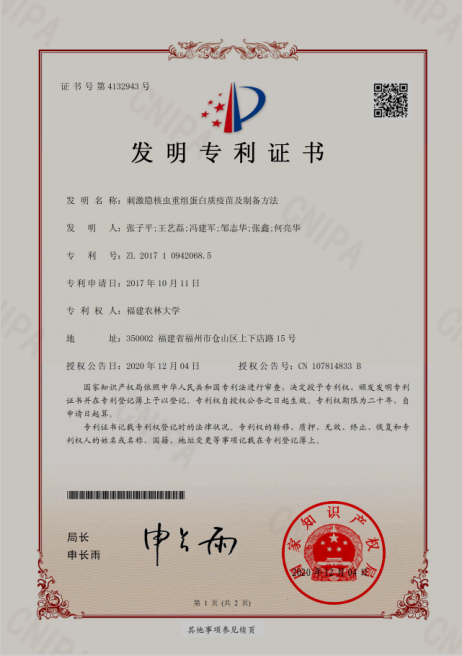 证书号第4132943号
发明专利证书
发明名称：刺激隐核虫重组蛋白质疫苗及制备方法
发明人：张子平;王艺磊;冯建军;邹志华;张鑫;何亮华
专利号：ZL 2017 1 0942068.5
专利申请日：2017年10月11日
专利权人：福建农林大学
地址：350002 福建省福州市仓山区上下店路15号
授权公告日：2020年12月04日 授权公告号：CN 107814833 B
国家知识产权局依照中华人民共和国专利法进行审查，决定授予专利权，颁发发明专利
证书并在专利登记簿上予以登记。专利权自授权公告之日起生效。专利权期限为二十年，自
申请日起算。
专利证书记载专利权登记时的法律状况。专利权的转移、质押、无效、终止、恢复和专
利权人的姓名或名称、国籍、地址变更等事项记载在专利登记簿上。
局长
申长雨
申长雨
国家知识产权局
2020年12月04日
第1页（共2页）
其他事项参见续页
CNIPA